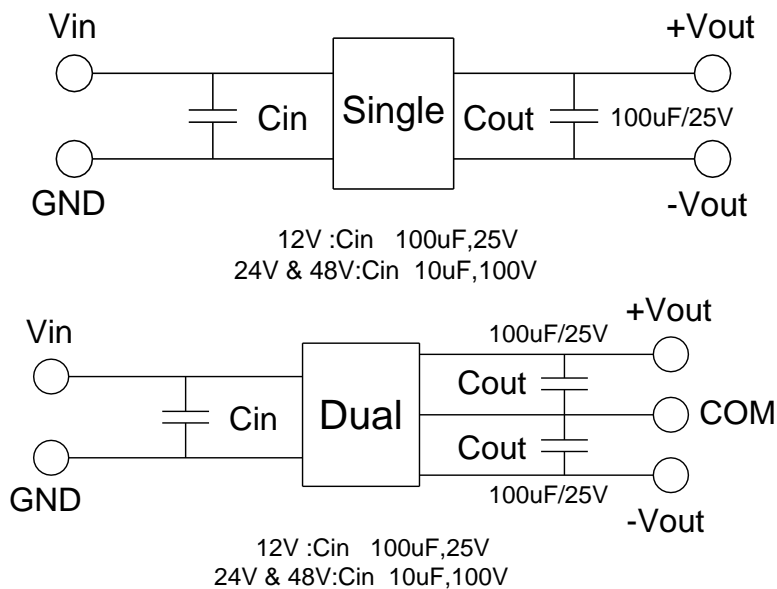 Vin
+Vout
Cin
Single
Cout
100uF/25V
GND
-Vout
12V :Cin 100uF,25V
24V & 48V:Cin 10uF,100V
+Vout
Vin
100uF/25V
Cout
Cin
Dual
COM
Cout
GND
100uF/25V
-Vout
12V :Cin 100uF,25V
24V & 48V:Cin 10uF,100V